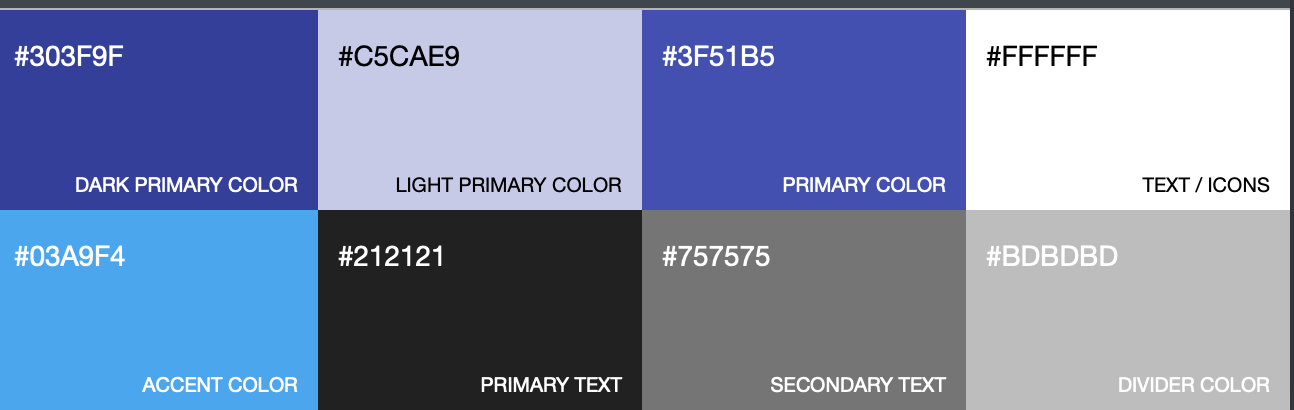 #303F9F
DARK PRIMARY COLOR
#C5CAE9
LIGHT PRIMARY COLOR
#3F51B5
PRIMARY COLOR
#FFFFFF
TEXT / ICONS
#03A9F4
ACCENT COLOR
#212121
PRIMARY TEXT
#757575
SECONDARY TEXT
#BDBDBD
DIVIDER COLOR